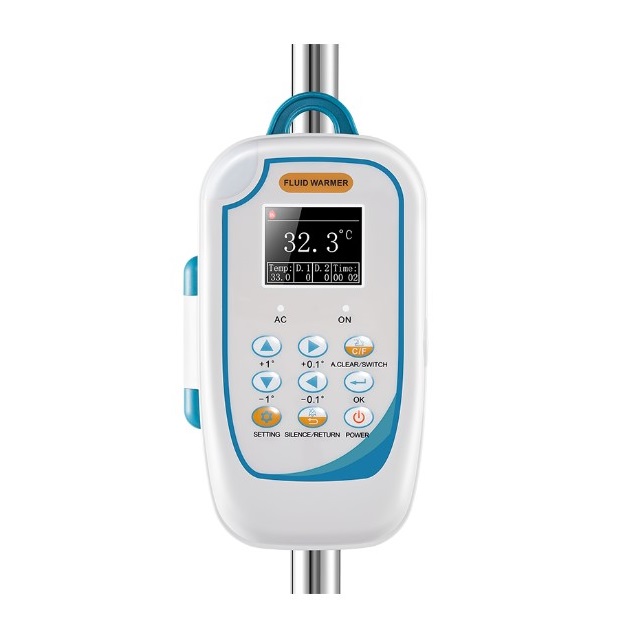 FLUID WARMER
32.3°C
Temp: D.1 D.2 Time:
33.0 0 0 00 02
AC ON
C/F
+1° +0.1° A.CLEAR/SWITCH
-1° -0.1° OK
SETTING SILENCE/RETURN POWER